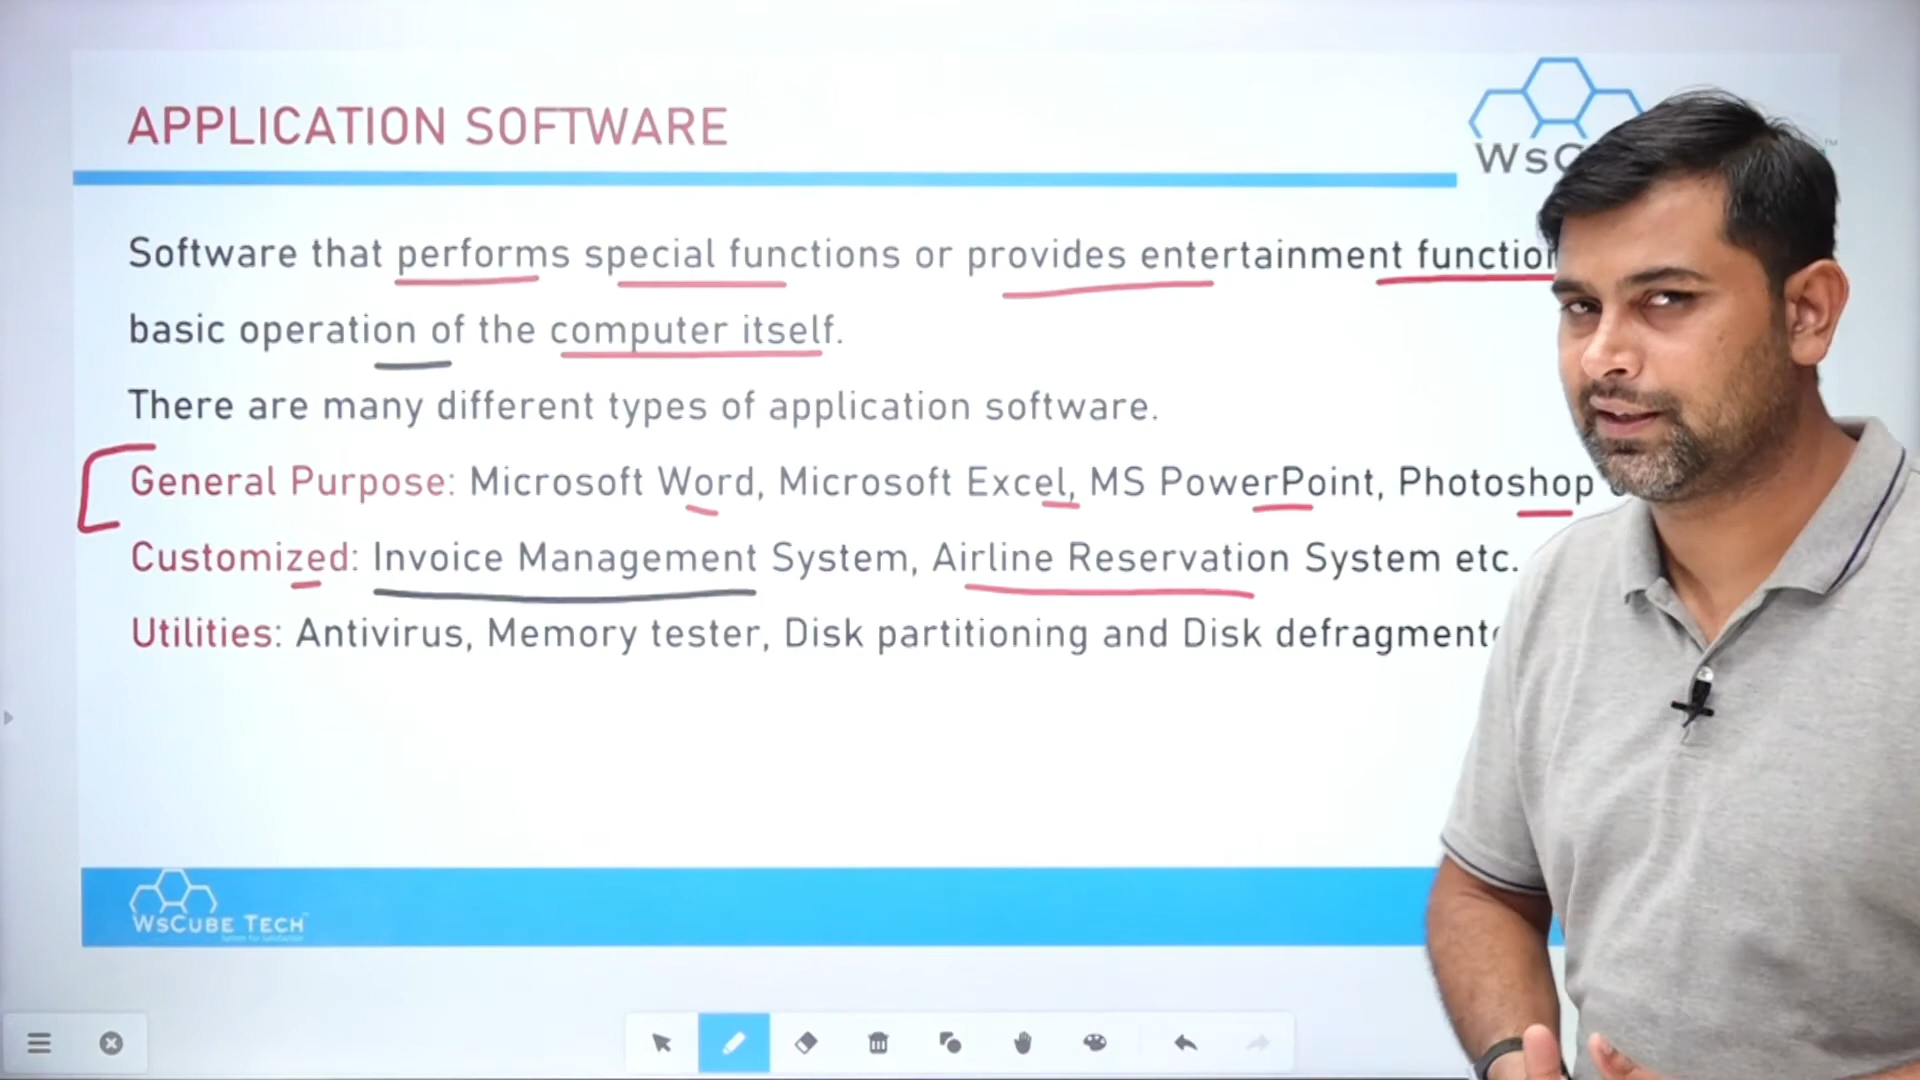 APPLICATION SOFTWARE
WsC
Software that performs special functions or provides entertainment function
basic operation of the computer itself.
There are many different types of application software.
General Purpose: Microsoft Word, Microsoft Excel, MS PowerPoint, Photoshop
Customized: Invoice Management System, Airline Reservation System etc.
Utilities: Antivirus, Memory tester, Disk partitioning and Disk defragment
WsCube Tech